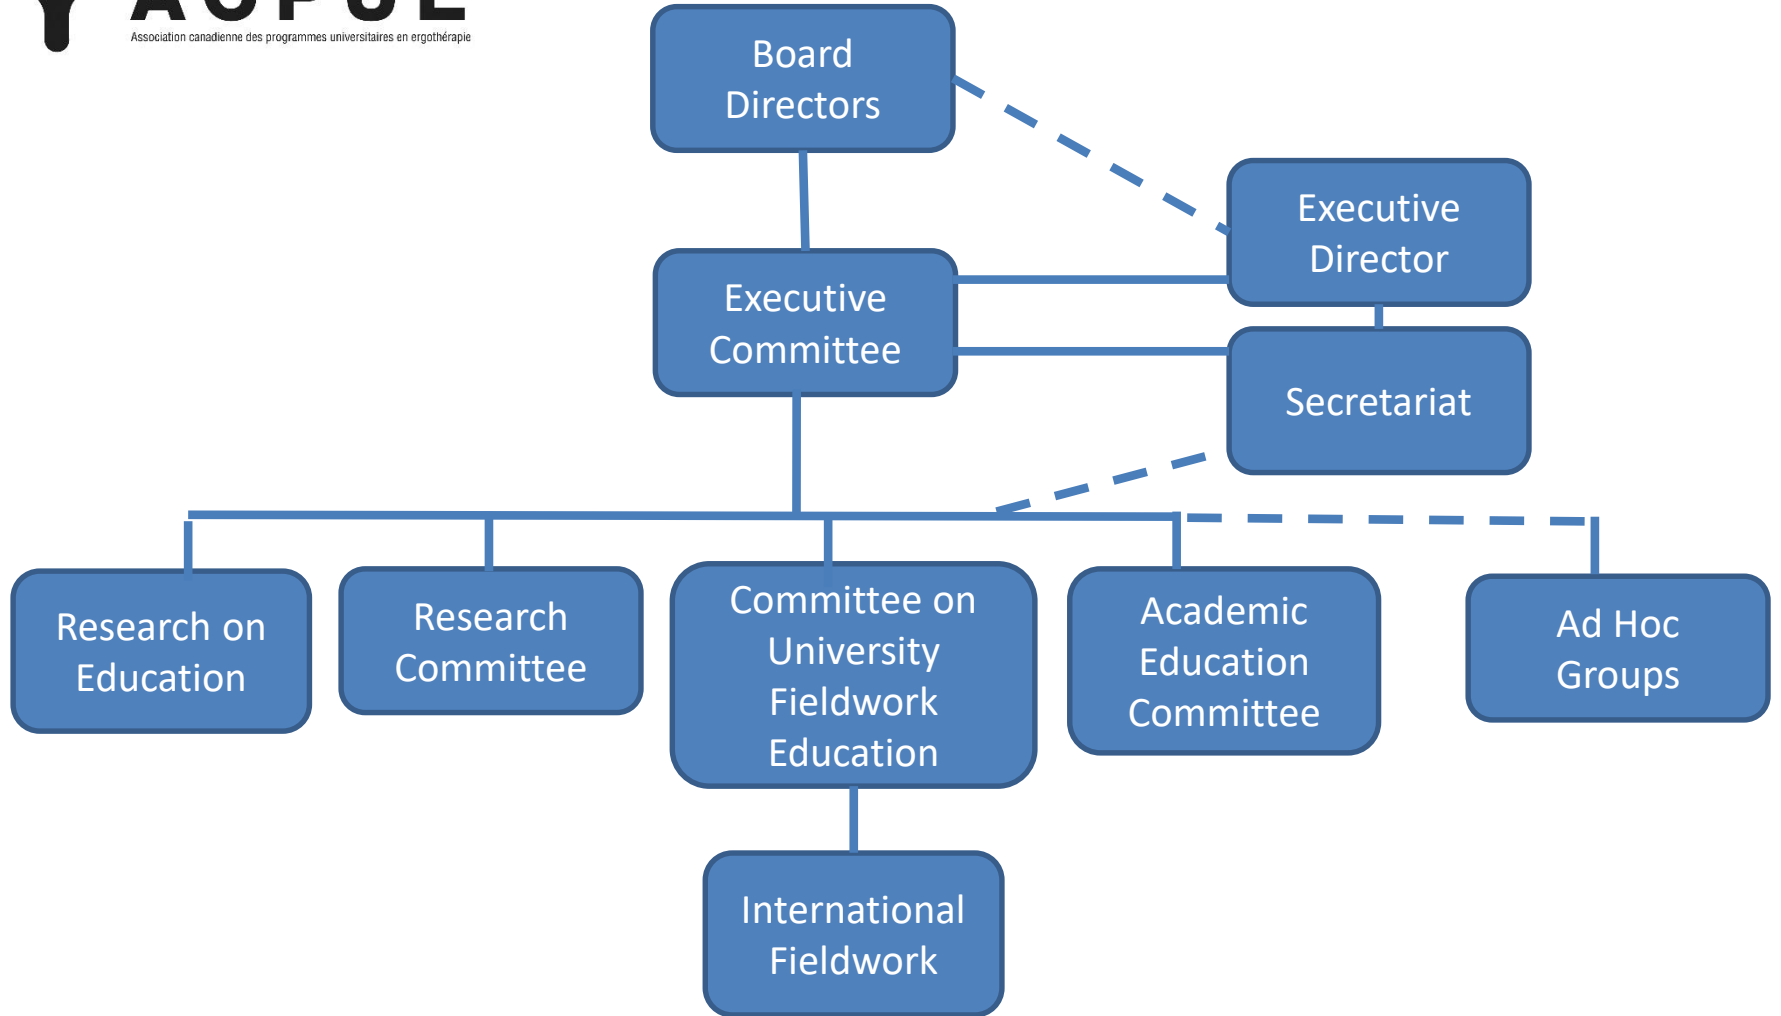 ACPUE
Association canadienne des programmes universitaires en ergothérapie
Board
Directors
Executive
Director
Executive
Committee
Secretariat
Research on
Education
Research
Committee
Committee on
University
Fieldwork
Education
Academic
Education
Committee
Ad Hoc
Groups
International
Fieldwork